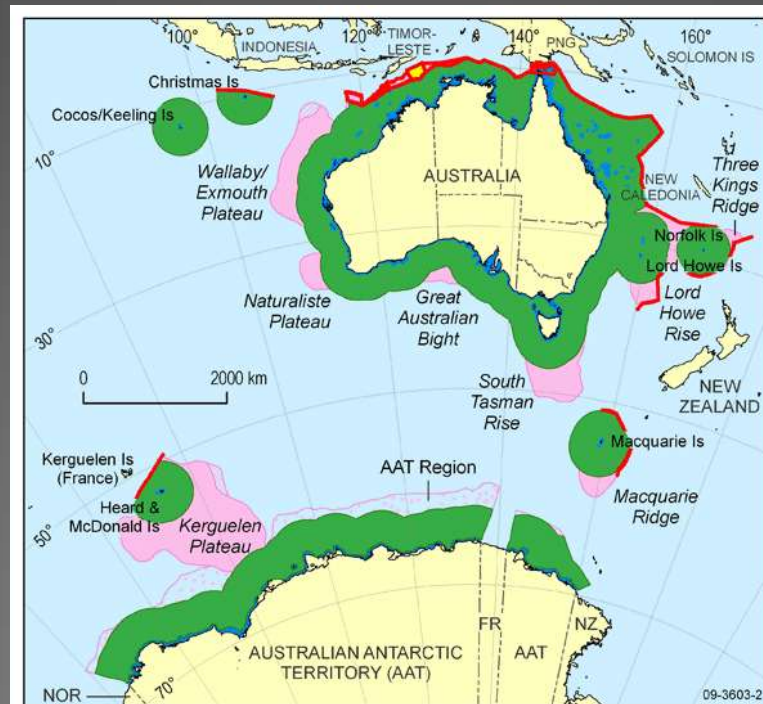 100°
INDONESIA
120°
TIMOR-
LESTE
140°
PNG
160°
SOLOMON IS
Christmas Is
Cocos/Keeling Is
10°
Wallaby/
Exmouth
Plateau
AUSTRALIA
NEW
CALEDONIA
Three
Kings
Ridge
Norfolk Is
Lord Howe Is
Lord
Howe
Rise
Naturaliste
Plateau
Great
Australian
Bight
30°
0
2000 km
South
Tasman
Rise
NEW
ZEALAND
Macquarie Is
Macquarie
Ridge
Kerguelen Is
(France)
Heard &
McDonald Is
Kerguelen
Plateau
AAT Region
50°
FR
AAT
NZ
AUSTRALIAN ANTARCTIC
TERRITORY (AAT)
NOR
70°
09-3603-2